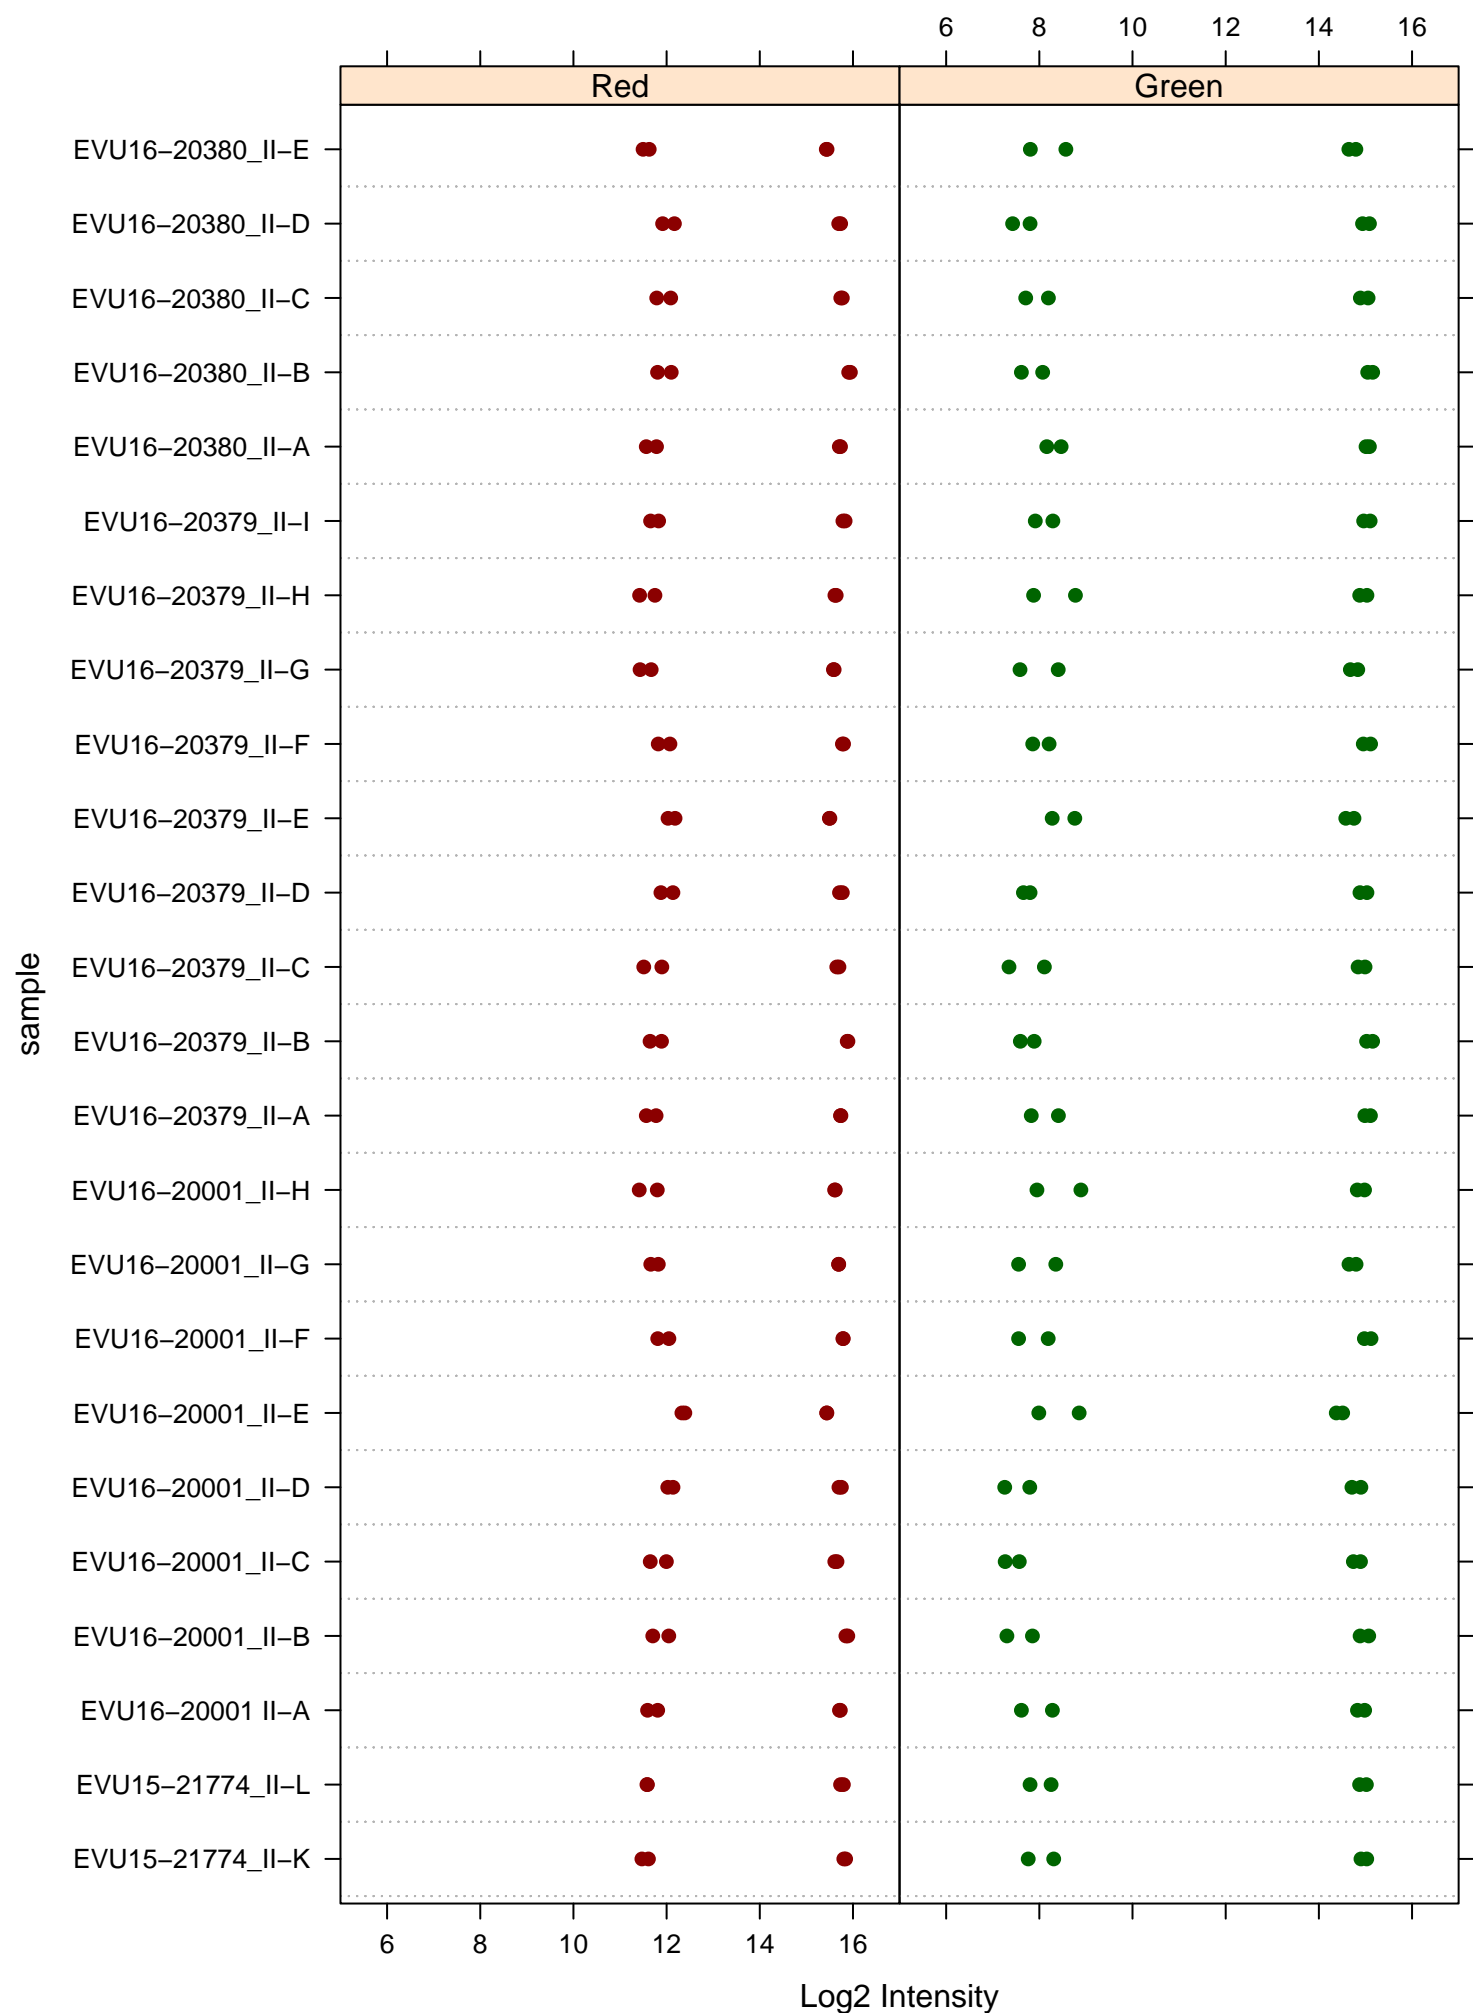 6 8 10 12 14 16
Red Green
EVU16−20380_II−E
EVU16−20380_II−D
EVU16−20380_II−C
EVU16−20380_II−B
EVU16−20380_II−A
EVU16−20379_II−I
EVU16−20379_II−H
EVU16−20379_II−G
EVU16−20379_II−F
EVU16−20379_II−E
EVU16−20379_II−D
EVU16−20379_II−C
EVU16−20379_II−B
EVU16−20379_II−A
EVU16−20001_II−H
EVU16−20001_II−G
EVU16−20001_II−F
EVU16−20001_II−E
EVU16−20001_II−D
EVU16−20001_II−C
EVU16−20001_II−B
EVU16−20001 II−A
EVU15−21774_II−L
EVU15−21774_II−K
sample
6 8 10 12 14 16
Log2 Intensity